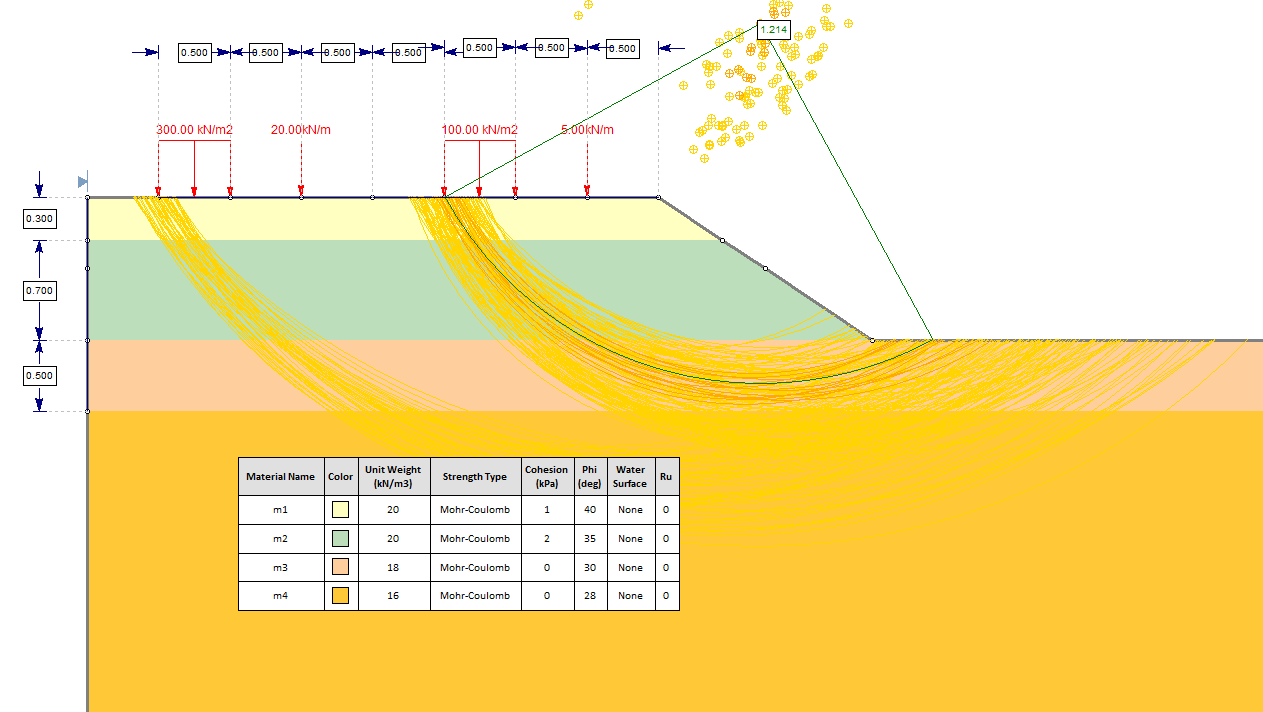 1.214
0.500 0.500 0.500 0.500 0.500 0.500 0.500
300.00 kN/m2 20.00kN/m 100.00 kN/m2 5.00kN/m
0.300
0.700
0.500
Material Name Color Unit Weight (kN/m3) Strength Type Cohesion (kPa) Phi (deg) Water Surface Ru
m1 20 Mohr-Coulomb 1 40 None 0
m2 20 Mohr-Coulomb 2 35 None 0
m3 18 Mohr-Coulomb 0 30 None 0
m4 16 Mohr-Coulomb 0 28 None 0